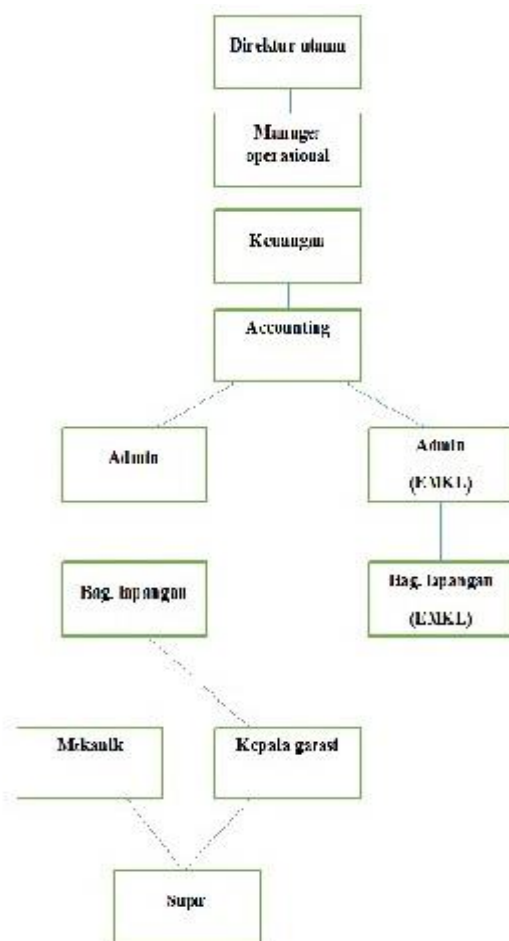 Direktur utama
Manager
operasional
Keuangan
Accounting
Admin
Admin
(EMKL)
Bag. lapangan
Bag. lapangan
(EMKL)
Mekanik
Kepala garasi
Supir